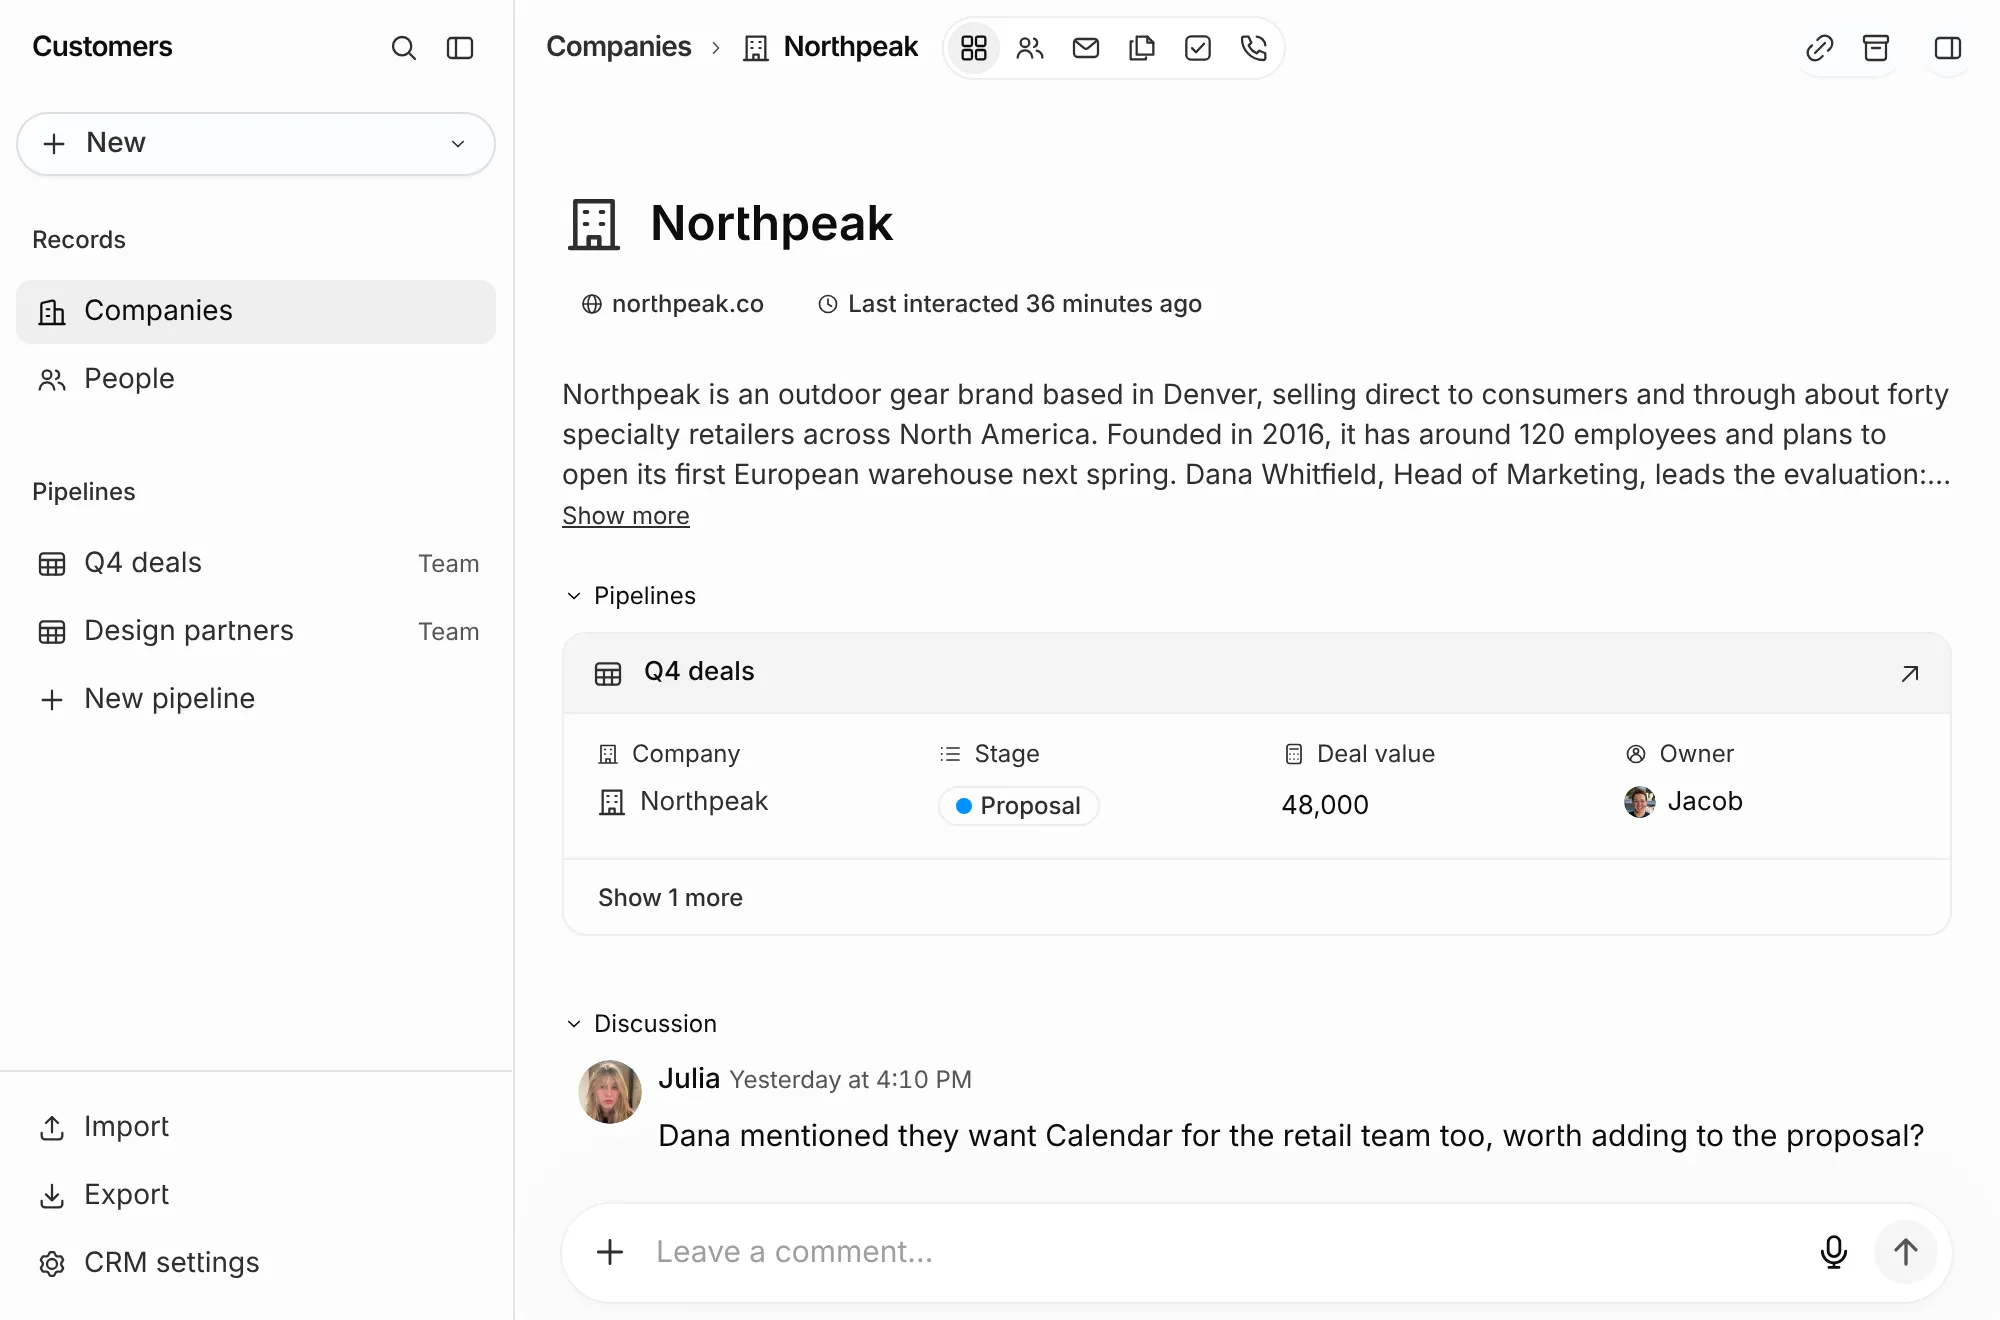 Customers
New
Records
Companies
People
Pipelines
Q4 deals Team
Design partners Team
New pipeline
Import
Export
CRM settings
Companies › Northpeak
Northpeak
northpeak.co Last interacted 36 minutes ago
Northpeak is an outdoor gear brand based in Denver, selling direct to consumers and through about forty
specialty retailers across North America. Founded in 2016, it has around 120 employees and plans to
open its first European warehouse next spring. Dana Whitfield, Head of Marketing, leads the evaluation:...
Show more
Pipelines
Q4 deals
Company Stage Deal value Owner
Northpeak Proposal 48,000 Jacob
Show 1 more
Discussion
Julia Yesterday at 4:10 PM
Dana mentioned they want Calendar for the retail team too, worth adding to the proposal?
Leave a comment...